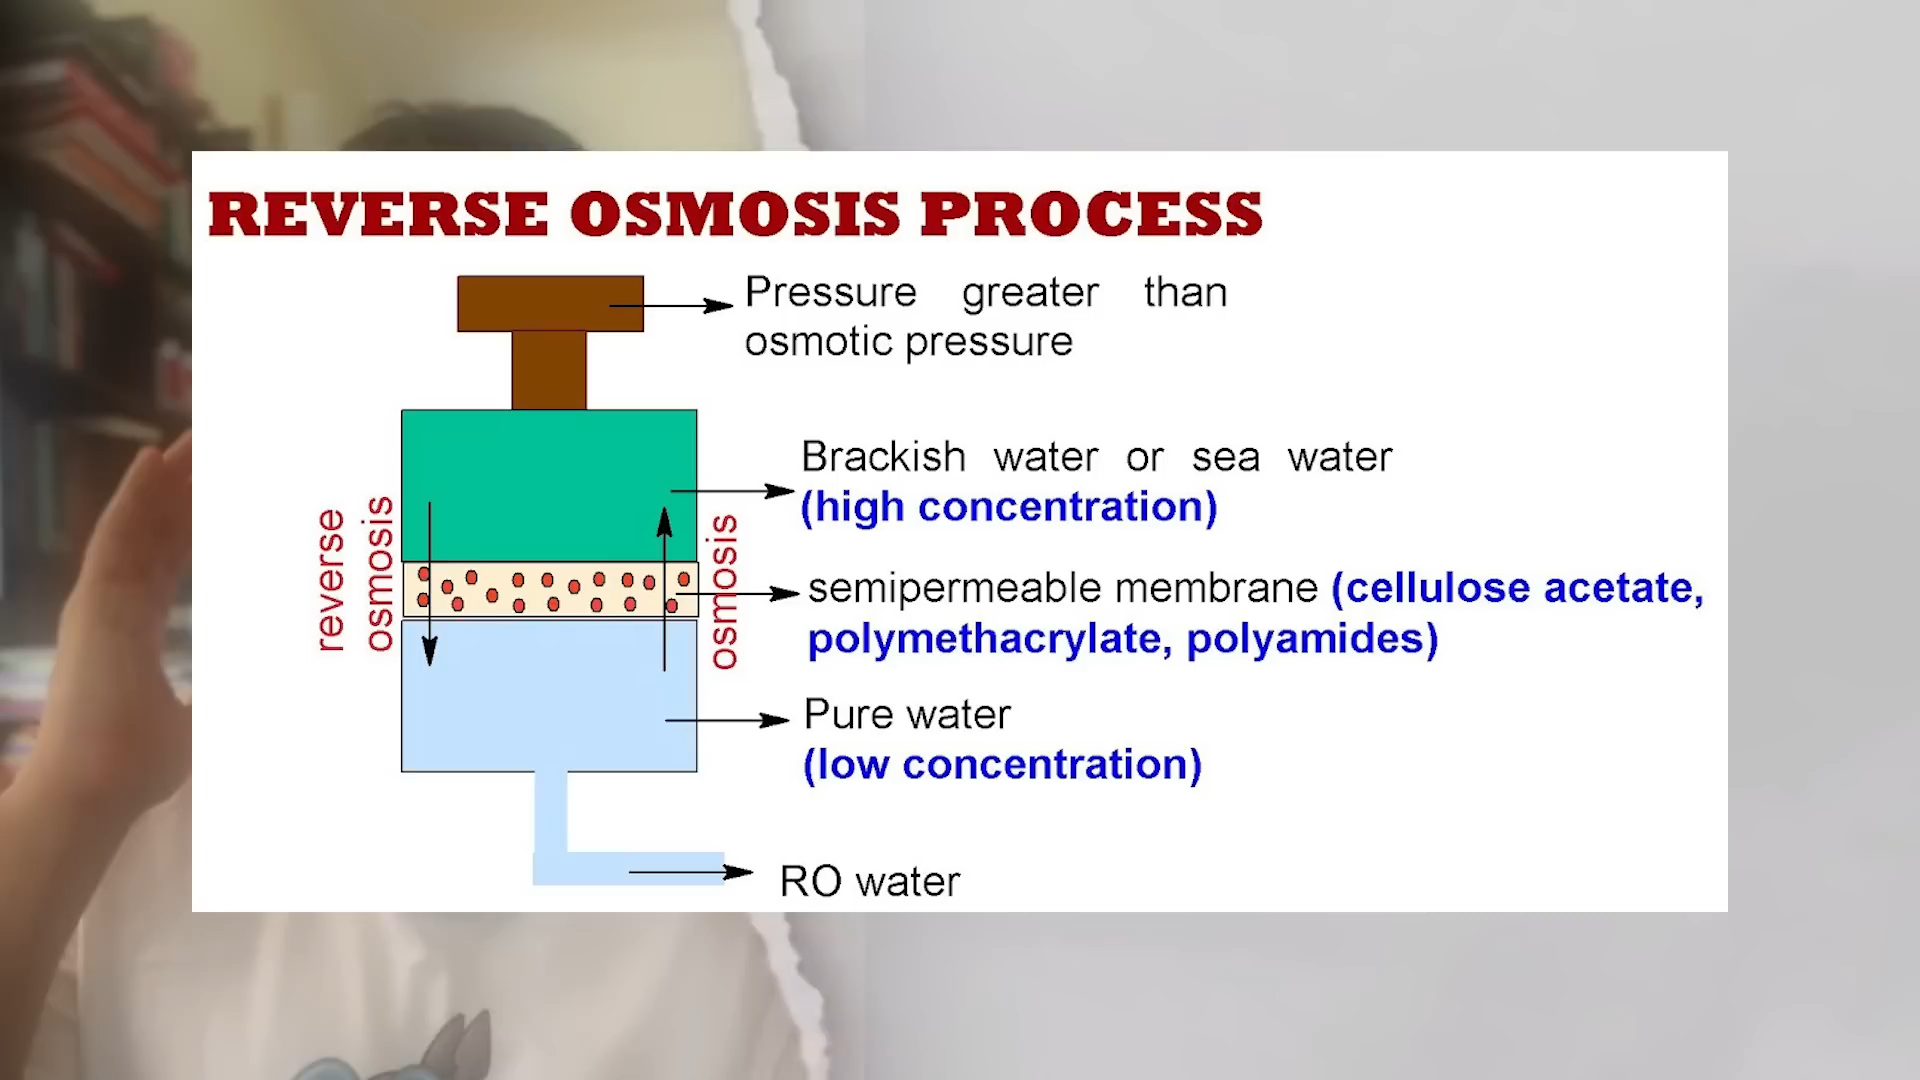 REVERSE OSMOSIS PROCESS
Pressure greater than
osmotic pressure
Brackish water or sea water
(high concentration)
reverse
osmosis
osmosis
semipermeable membrane (cellulose acetate,
polymethacrylate, polyamides)
Pure water
(low concentration)
RO water